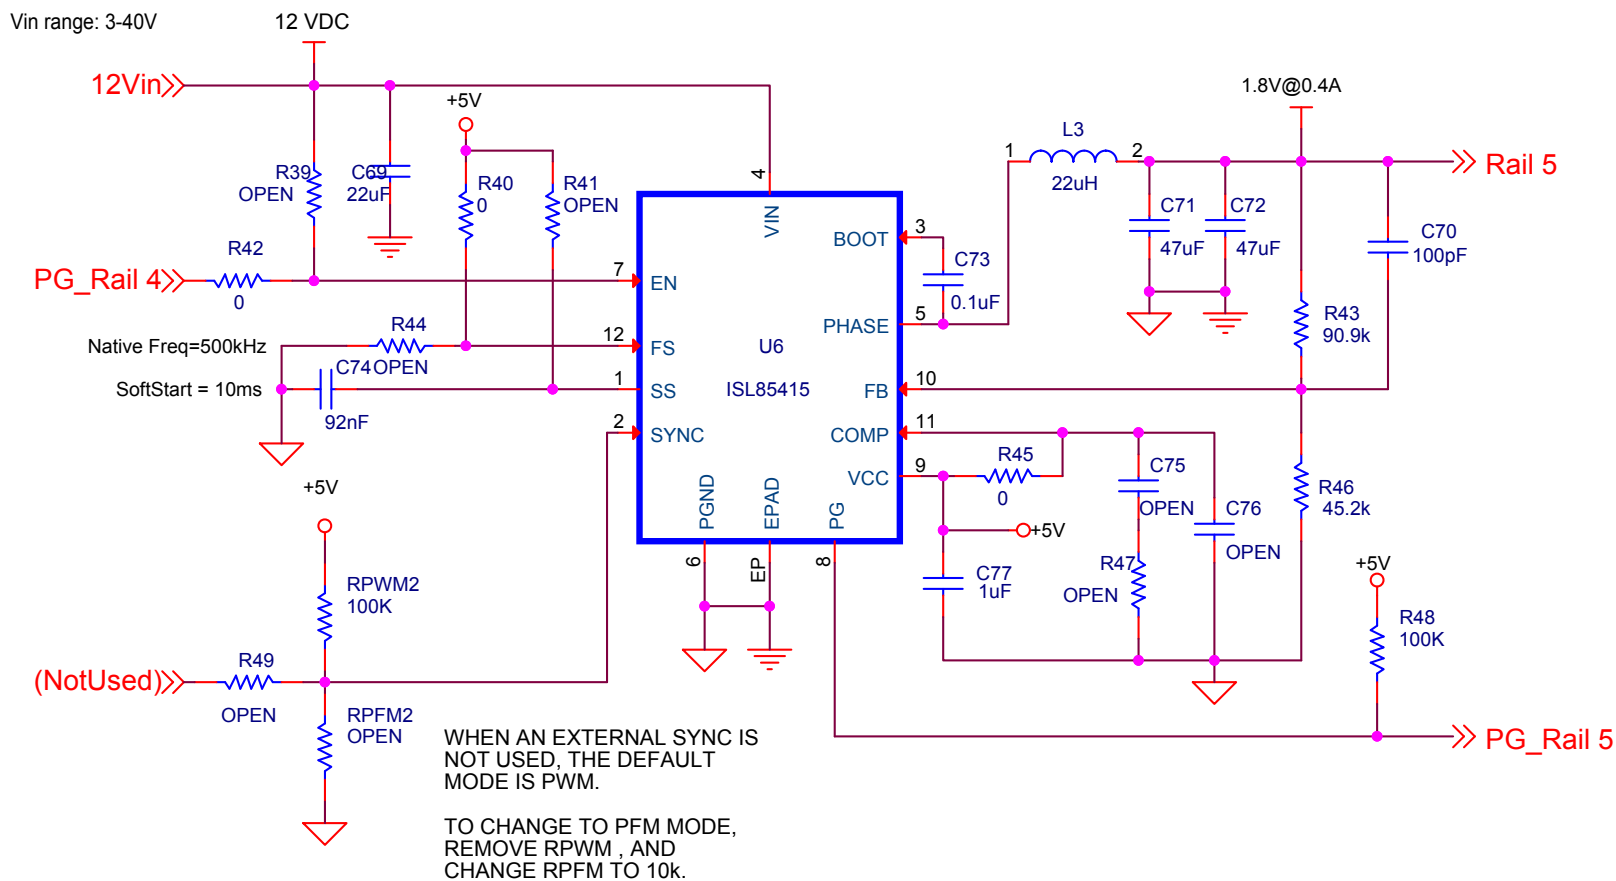 Vin range: 3-40V
12 VDC
12Vin
+5V
1.8V@0.4A
R39
OPEN
C69
22uF
R40
0
R41
OPEN
4
VIN
1
L3
2
22uH
Rail 5
C71
47uF
C72
47uF
C70
100pF
R42
0
PG_Rail 4
7
EN
BOOT
3
C73
0.1uF
PHASE
5
R43
90.9k
Native Freq=500kHz
R44
OPEN
12
FS
U6
ISL85415
SoftStart = 10ms
C74
92nF
1
SS
FB
10
2
SYNC
COMP
11
VCC
9
R45
0
C75
OPEN
C76
OPEN
R46
45.2k
+5V
PGND
EPAD
PG
6
EP
8
+5V
C77
1uF
R47
OPEN
+5V
R48
100K
RPWM2
100K
(NotUsed)
R49
OPEN
RPFM2
OPEN
PG_Rail 5
WHEN AN EXTERNAL SYNC IS
NOT USED, THE DEFAULT
MODE IS PWM.
TO CHANGE TO PFM MODE,
REMOVE RPWM , AND
CHANGE RPFM TO 10k.